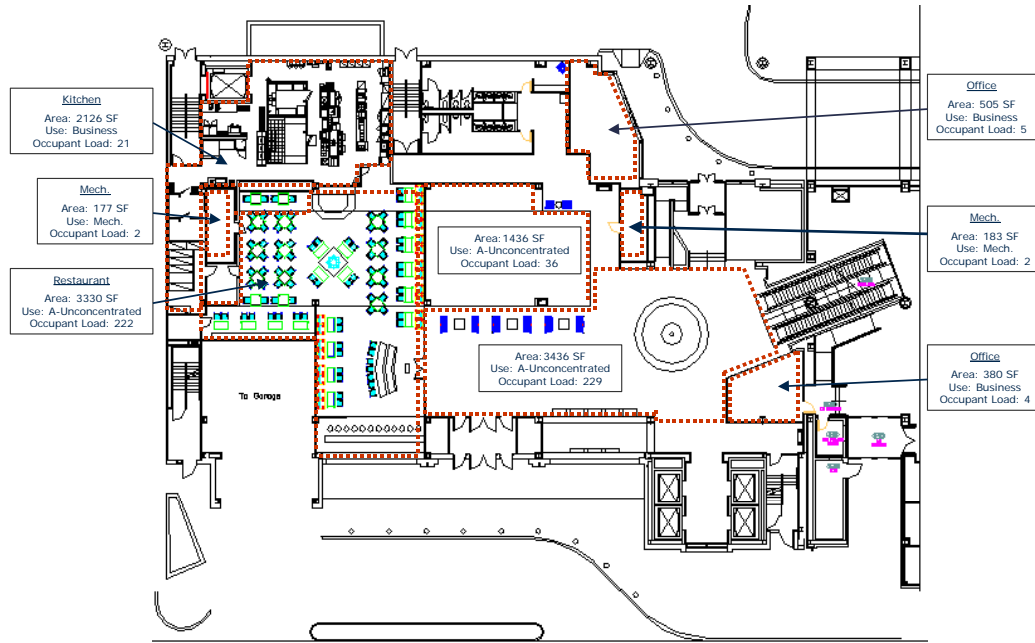 Kitchen
Area: 2126 SF
Use: Business
Occupant Load: 21
Mech.
Area: 177 SF
Use: Mech.
Occupant Load: 2
Restaurant
Area: 3330 SF
Use: A-Unconcentrated
Occupant Load: 222
Area:1436 SF
Use: A-Unconcentrated
Occupant Load: 36
Area:3436 SF
Use: A-Unconcentrated
Occupant Load: 229
To Garage
Office
Area: 505 SF
Use: Business
Occupant Load: 5
Mech.
Area: 183 SF
Use: Mech.
Occupant Load: 2
Office
Area: 380 SF
Use: Business
Occupant Load: 4